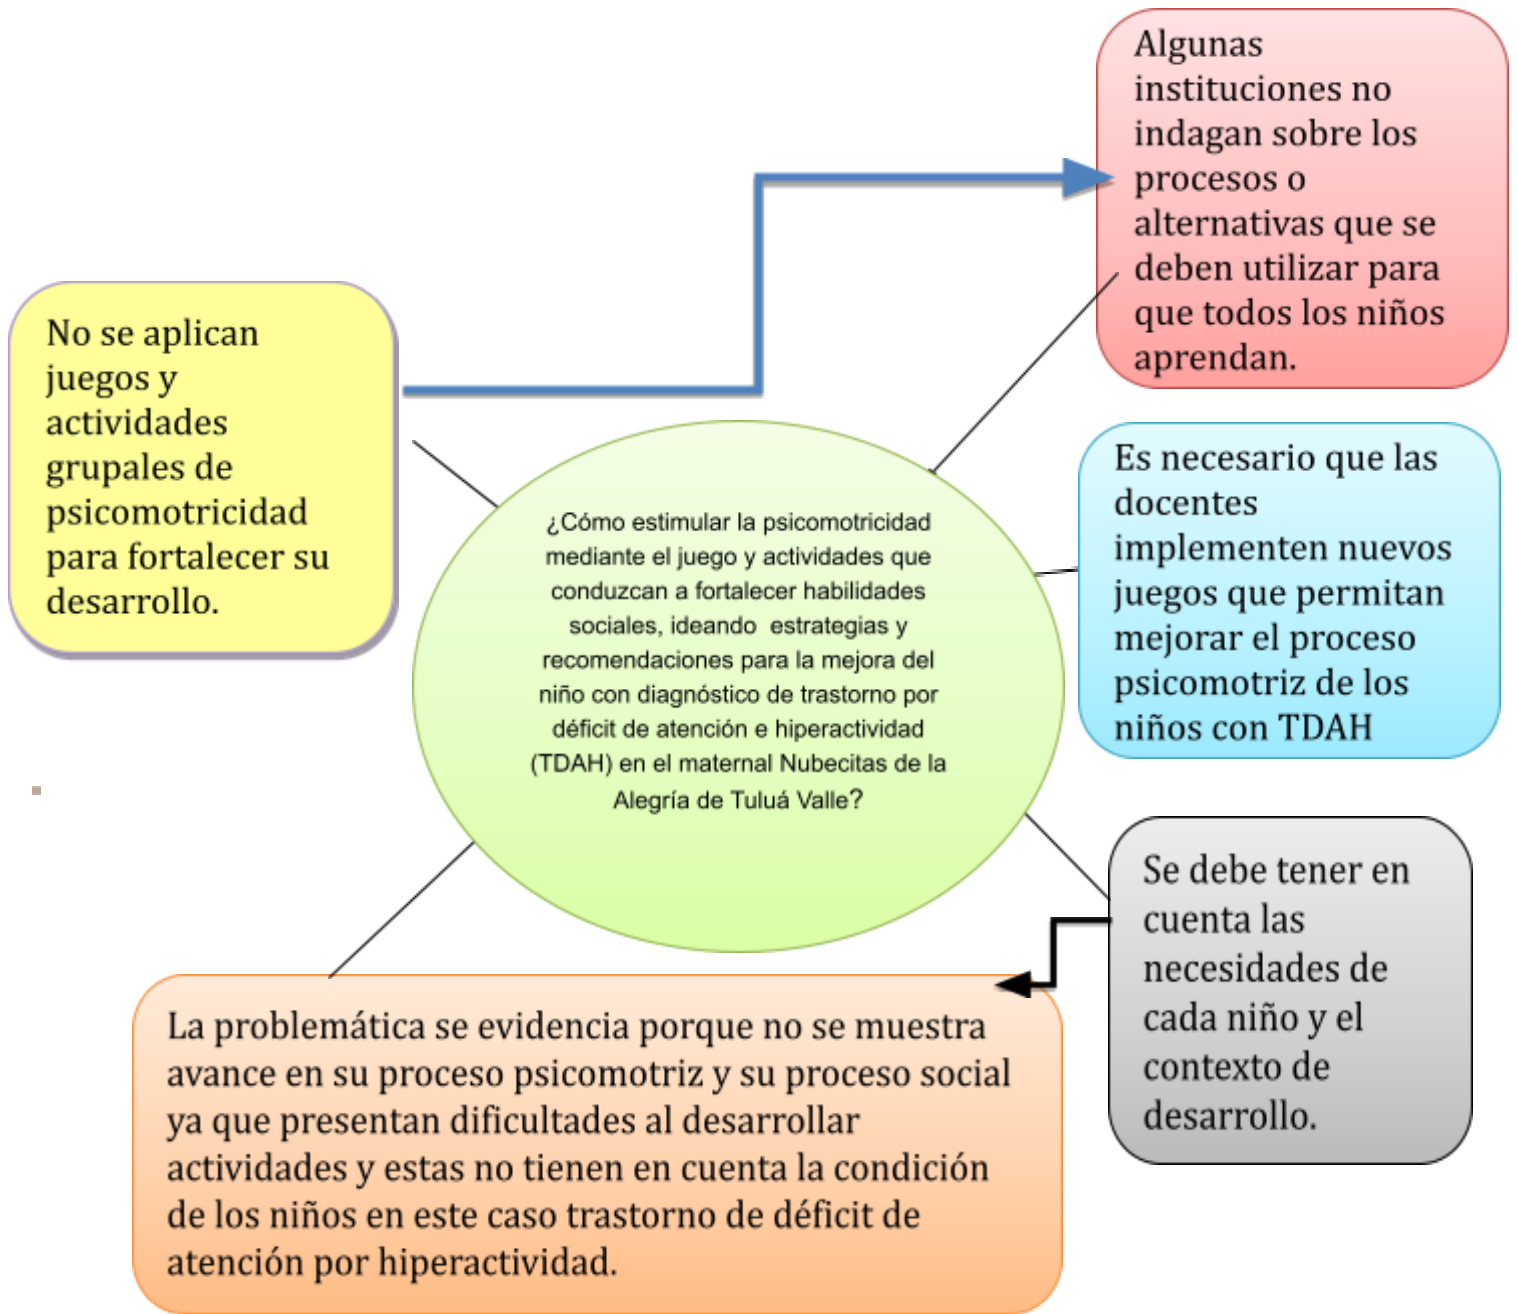 Algunas
instituciones no
indagan sobre los
procesos o
alternativas que se
deben utilizar para
que todos los niños
aprendan.
No se aplican
juegos y
actividades
grupales de
psicomotricidad
para fortalecer su
desarrollo.
¿Cómo estimular la psicomotricidad
mediante el juego y actividades que
conduzcan a fortalecer habilidades
sociales, ideando estrategias y
recomendaciones para la mejora del
niño con diagnóstico de trastorno por
déficit de atención e hiperactividad
(TDAH) en el maternal Nubecitas de la
Alegría de Tuluá Valle?
Es necesario que las
docentes
implementen nuevos
juegos que permitan
mejorar el proceso
psicomotriz de los
niños con TDAH
Se debe tener en
cuenta las
necesidades de
cada niño y el
contexto de
desarrollo.
La problemática se evidencia porque no se muestra
avance en su proceso psicomotriz y su proceso social
ya que presentan dificultades al desarrollar
actividades y estas no tienen en cuenta la condición
de los niños en este caso trastorno de déficit de
atención por hiperactividad.